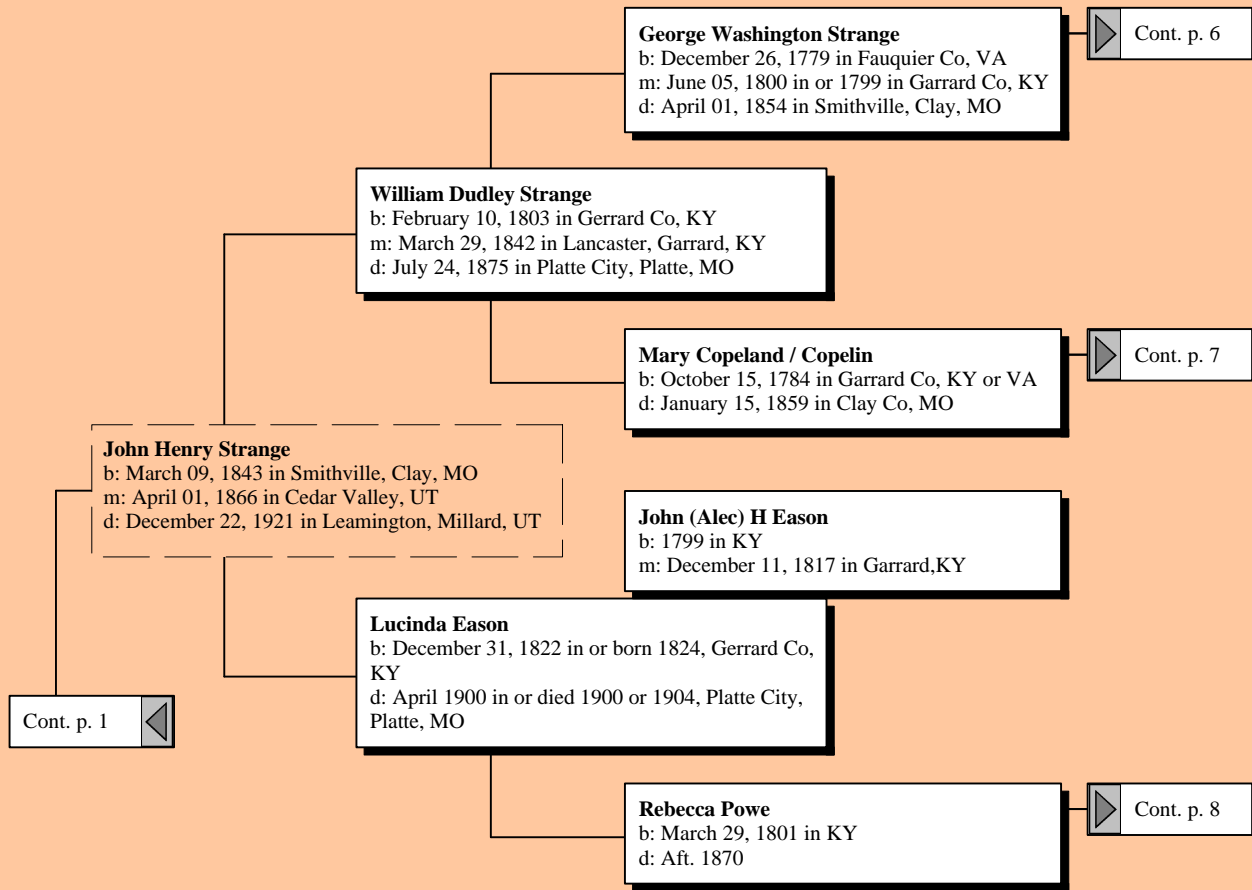 George Washington Strange
b: December 26, 1779 in Fauquier Co, VA
m: June 05, 1800 in or 1799 in Garrard Co, KY
d: April 01, 1854 in Smithville, Clay, MO
Cont. p. 6
William Dudley Strange
b: February 10, 1803 in Gerrard Co, KY
m: March 29, 1842 in Lancaster, Garrard, KY
d: July 24, 1875 in Platte City, Platte, MO
Mary Copeland / Copelin
b: October 15, 1784 in Garrard Co, KY or VA
d: January 15, 1859 in Clay Co, MO
Cont. p. 7
John Henry Strange
b: March 09, 1843 in Smithville, Clay, MO
m: April 01, 1866 in Cedar Valley, UT
d: December 22, 1921 in Leamington, Millard, UT
John (Alec) H Eason
b: 1799 in KY
m: December 11, 1817 in Garrard,KY
Lucinda Eason
b: December 31, 1822 in or born 1824, Gerrard Co,
KY
d: April 1900 in or died 1900 or 1904, Platte City,
Platte, MO
Cont. p. 1
Rebecca Powe
b: March 29, 1801 in KY
d: Aft. 1870
Cont. p. 8